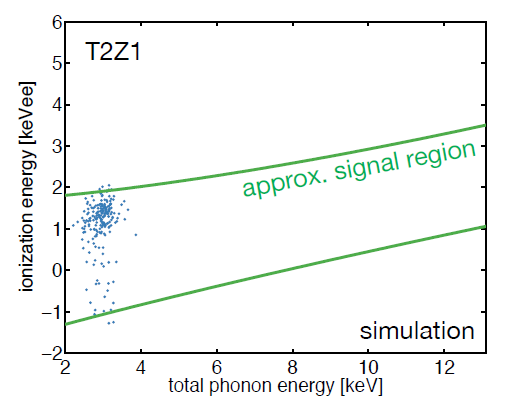 6
5
4
3
2
1
0
−1
−2
ionization energy [keVee]
T2Z1
approx. signal region
simulation
2 4 6 8 10 12
total phonon energy [keV]